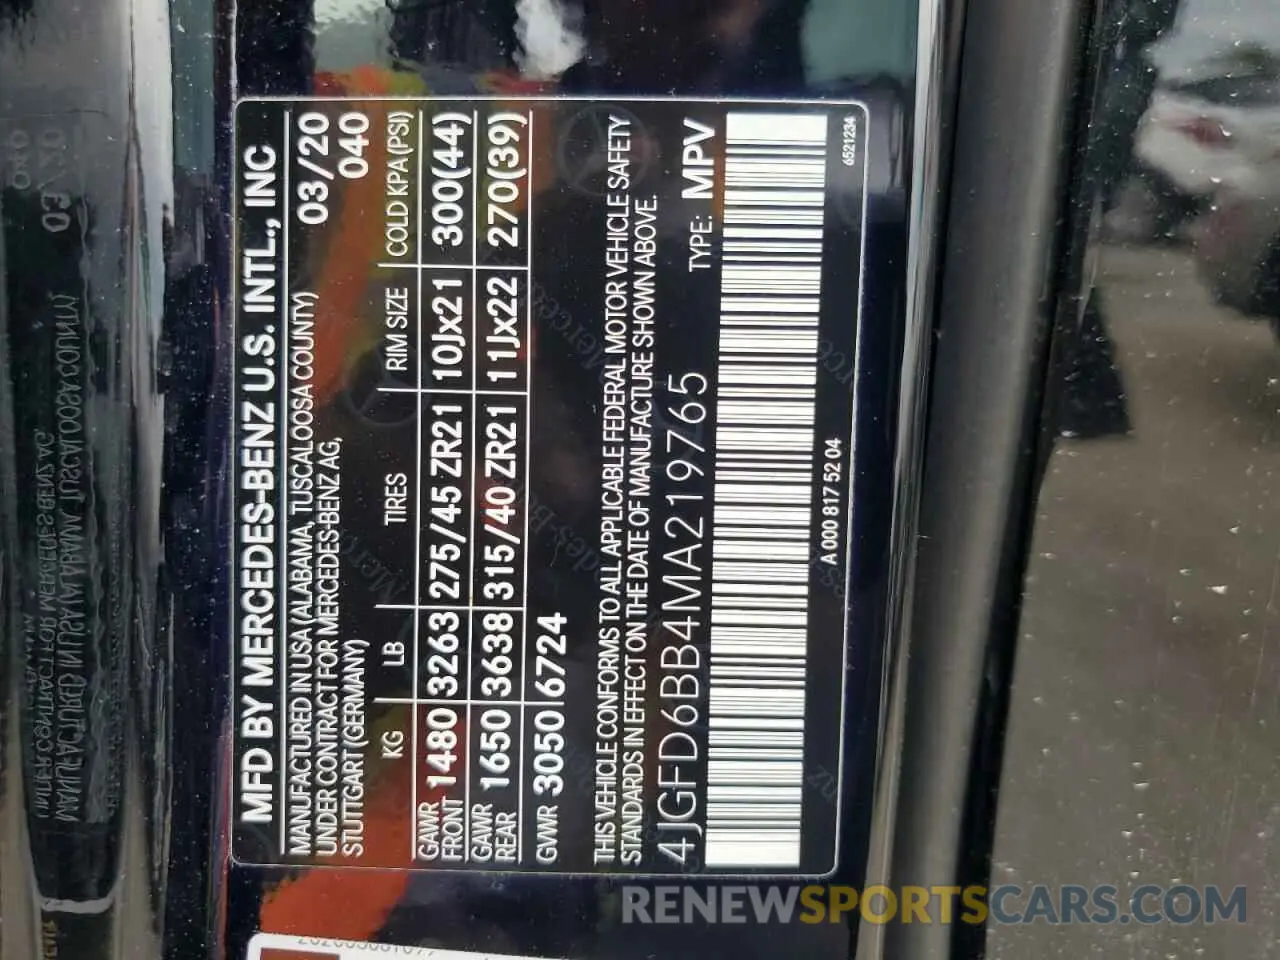 MFD BY MERCEDES-BENZ U.S. INTL., INC
MANUFACTURED IN USA (ALABAMA, TUSCALOOSA COUNTY) 03/20
UNDER CONTRACT FOR MERCEDES-BENZ AG, 040
STUTTGART (GERMANY)
KG LB TIRES RIM SIZE COLD KPA (PSI)
GAWR FRONT 1480 3263 275/45 ZR21 10Jx21 300(44)
GAWR REAR 1650 3638 315/40 ZR21 11Jx22 270(39)
GVWR 3050 6724
THIS VEHICLE CONFORMS TO ALL APPLICABLE FEDERAL MOTOR VEHICLE SAFETY
STANDARDS IN EFFECT ON THE DATE OF MANUFACTURE SHOWN ABOVE.
4JGFD6BB4MA219765 TYPE: MPV
A 000 817 52 04
6521234
RENEWSPORTSCARS.COM